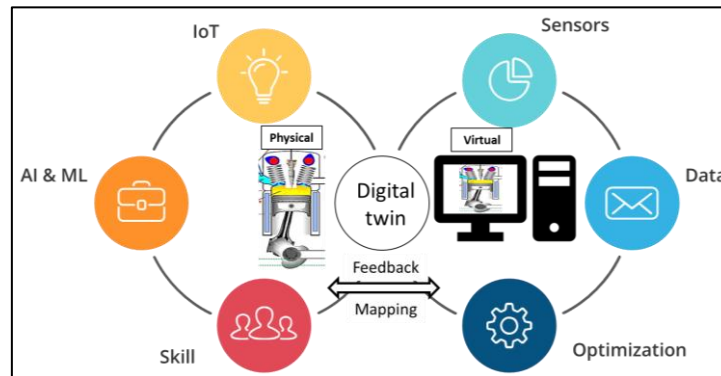 IoT
Sensors
Physical
Virtual
AI & ML
Digital
twin
Data
Feedback
Mapping
Skill
Optimization